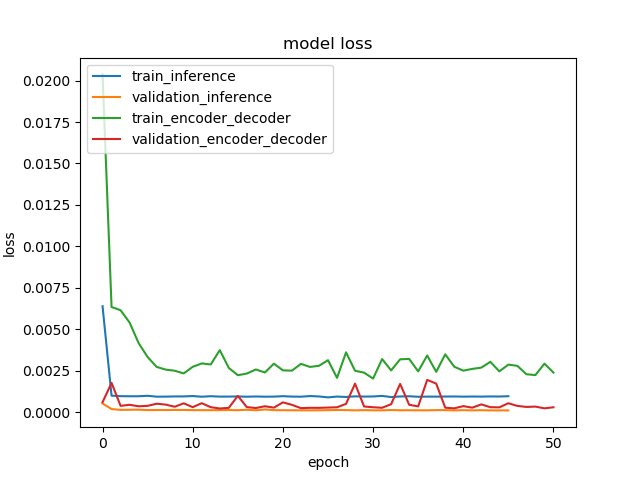 model loss
train_inference
validation_inference
train_encoder_decoder
validation_encoder_decoder
loss
0.0200
0.0175
0.0150
0.0125
0.0100
0.0075
0.0050
0.0025
0.0000
0 10 20 30 40 50
epoch